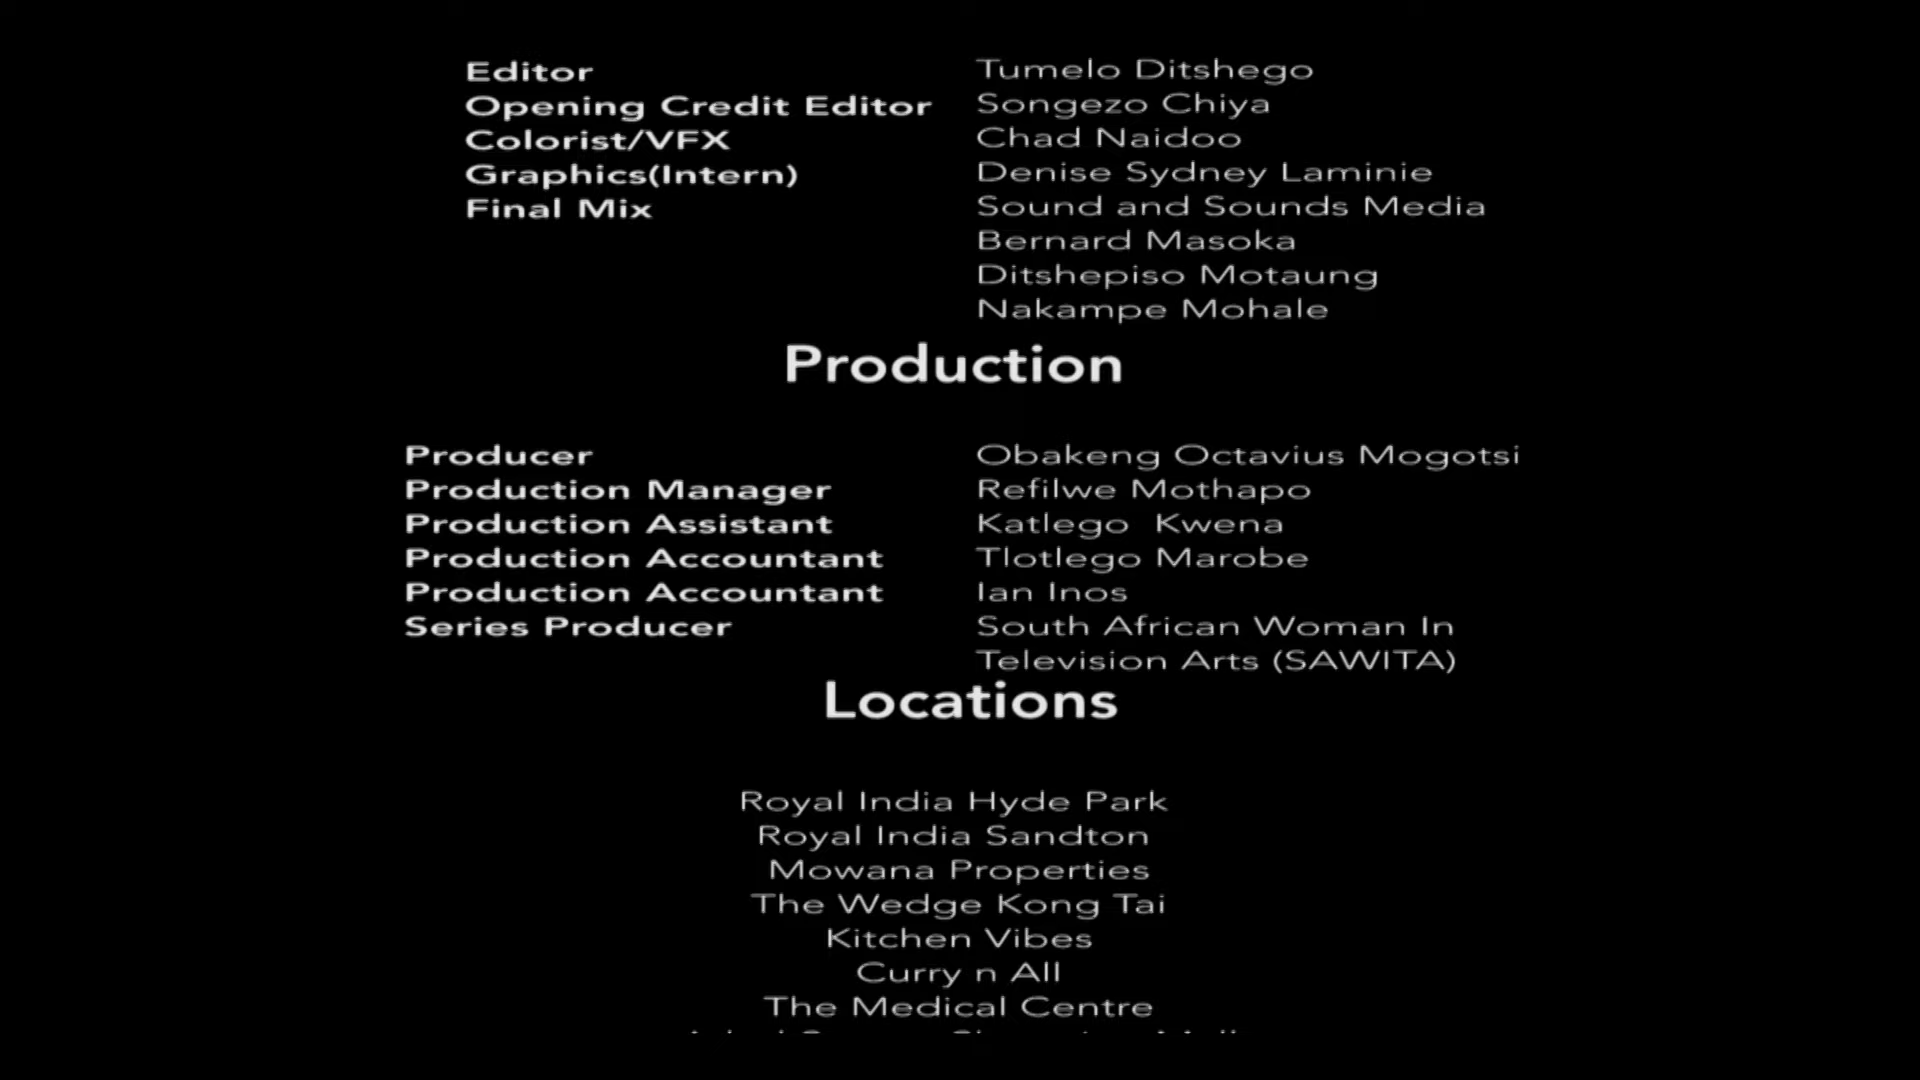 Editor Tumelo Ditshego
Opening Credit Editor Songezo Chiya
Colorist/VFX Chad Naidoo
Graphics(Intern) Denise Sydney Laminie
Final Mix Sound and Sounds Media
Bernard Masoka
Ditshepiso Motaung
Nakampe Mohale
Production
Producer Obakeng Octavius Mogotsi
Production Manager Refilwe Mothapo
Production Assistant Katlego Kwena
Production Accountant Tlotlego Marobe
Production Accountant Ian Inos
Series Producer South African Woman In
Television Arts (SAWITA)
Locations
Royal India Hyde Park
Royal India Sandton
Mowana Properties
The Wedge Kong Tai
Kitchen Vibes
Curry n All
The Medical Centre